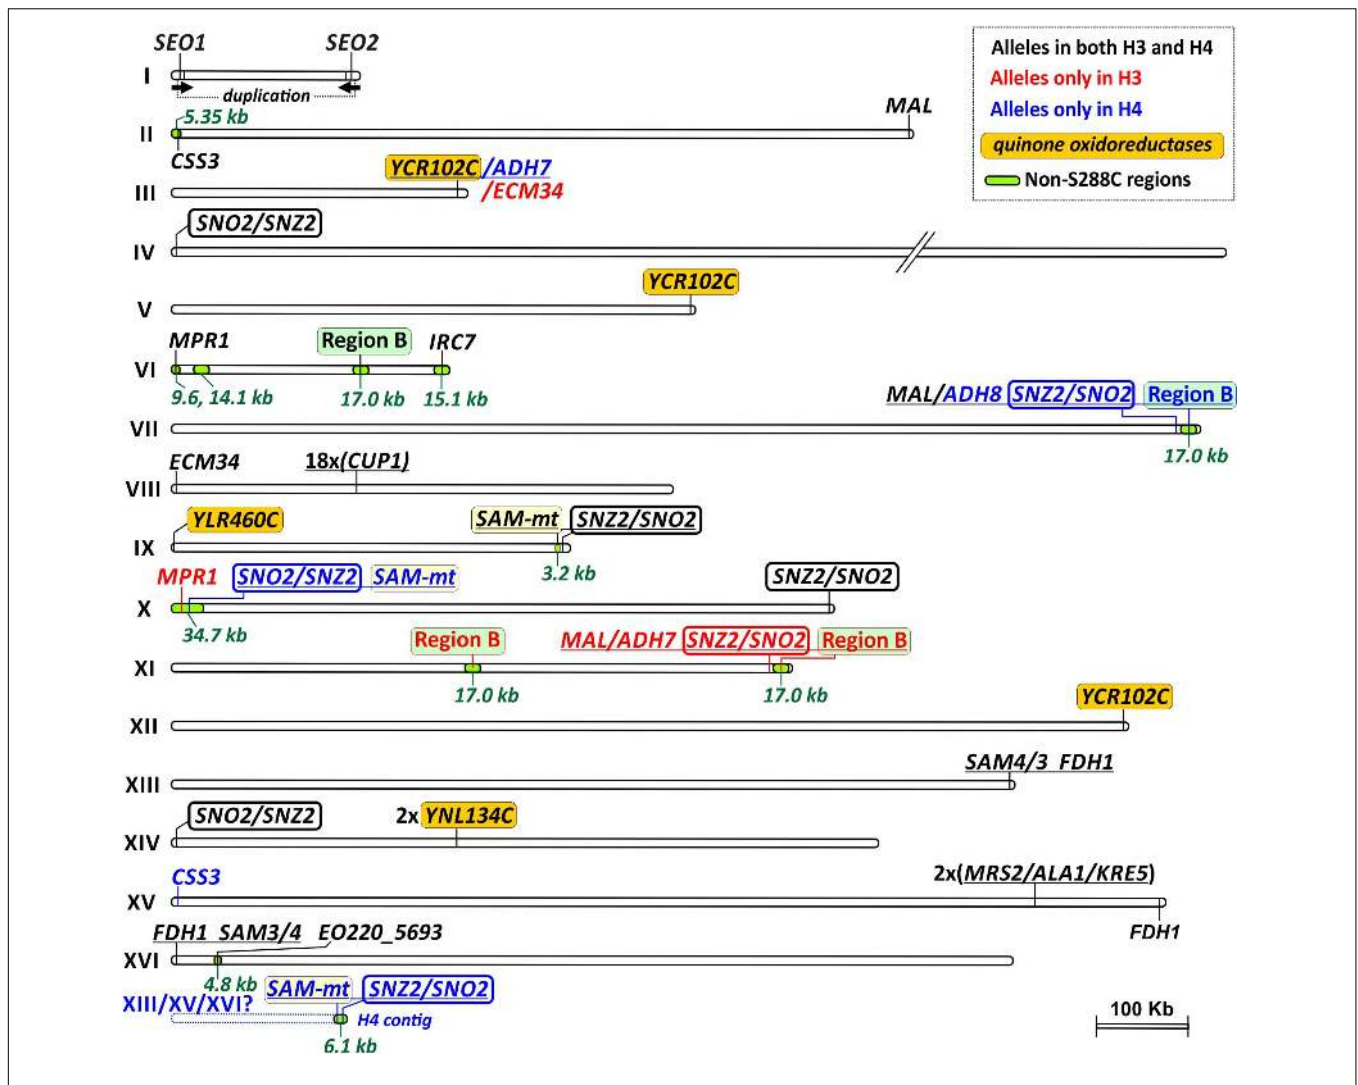 SEO1 SEO2
I
duplication
Alleles in both H3 and H4
Alleles only in H3
Alleles only in H4
quinone oxidoreductases
Non-S288C regions
5.35 kb
MAL
II
CSS3
YCR102C/ADH7
III
/ECM34
SNO2/SNZ2
IV
YCR102C
V
MPR1 Region B IRC7
VI
9.6, 14.1 kb 17.0 kb 15.1 kb
MAL/ADH8 SNZ2/SNO2 Region B
VII
17.0 kb
ECM34 18x(CUP1)
VIII
YLR460C SAM-mt SNZ2/SNO2
IX
3.2 kb
MPR1 SNO2/SNZ2 SAM-mt SNZ2/SNO2
X
34.7 kb
Region B MAL/ADH7 SNZ2/SNO2 Region B
XI
17.0 kb 17.0 kb
YCR102C
XII
SAM4/3 FDH1
XIII
SNO2/SNZ2 2x YNL134C
XIV
CSS3 2x(MRS2/ALA1/KRE5)
XV
FDH1
FDH1 SAM3/4 EO220_5693
XVI
4.8 kb
SAM-mt SNZ2/SNO2
XIII/XV/XVI?
H4 contig
6.1 kb
100 Kb